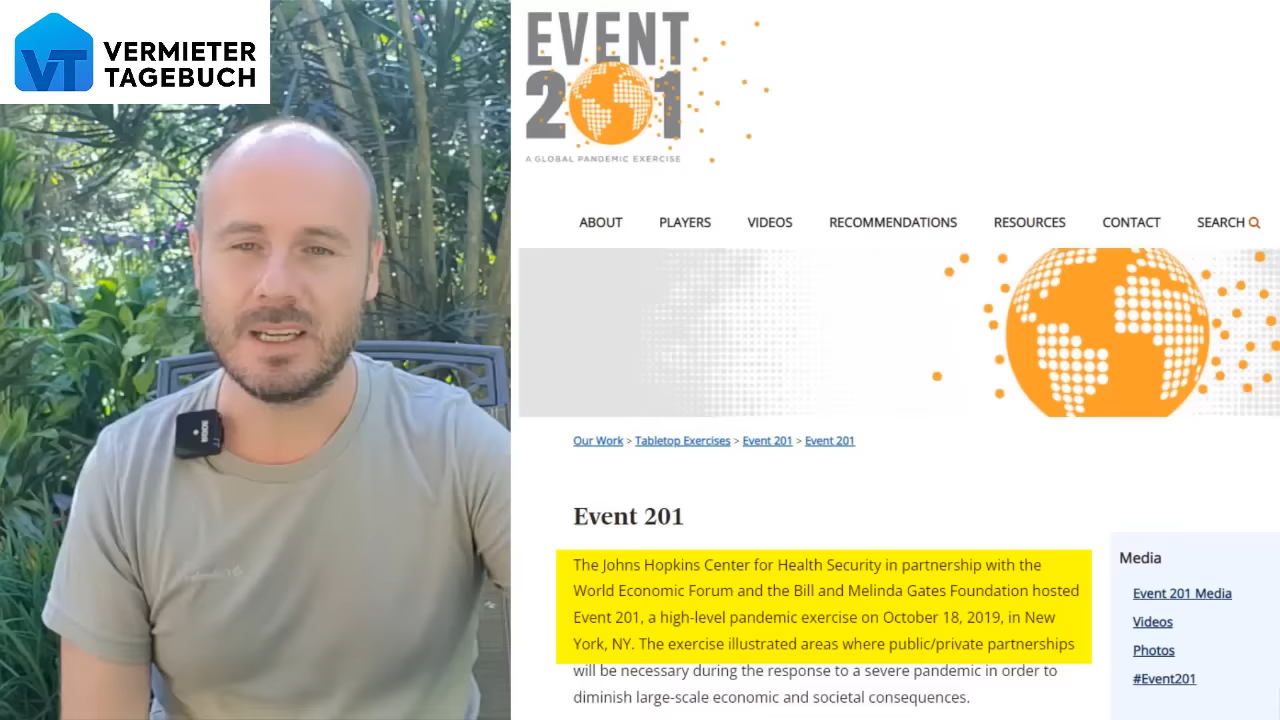 VT VERMIETER
TAGEBUCH
EVENT
201
A GLOBAL PANDEMIC EXERCISE
ABOUT PLAYERS VIDEOS RECOMMENDATIONS RESOURCES CONTACT SEARCH
Our Work > Tabletop Exercises > Event 201 > Event 201
Event 201
The Johns Hopkins Center for Health Security in partnership with the
World Economic Forum and the Bill and Melinda Gates Foundation hosted
Event 201, a high-level pandemic exercise on October 18, 2019, in New
York, NY. The exercise illustrated areas where public/private partnerships
will be necessary during the response to a severe pandemic in order to
diminish large-scale economic and societal consequences.
Media
Event 201 Media
Videos
Photos
#Event201